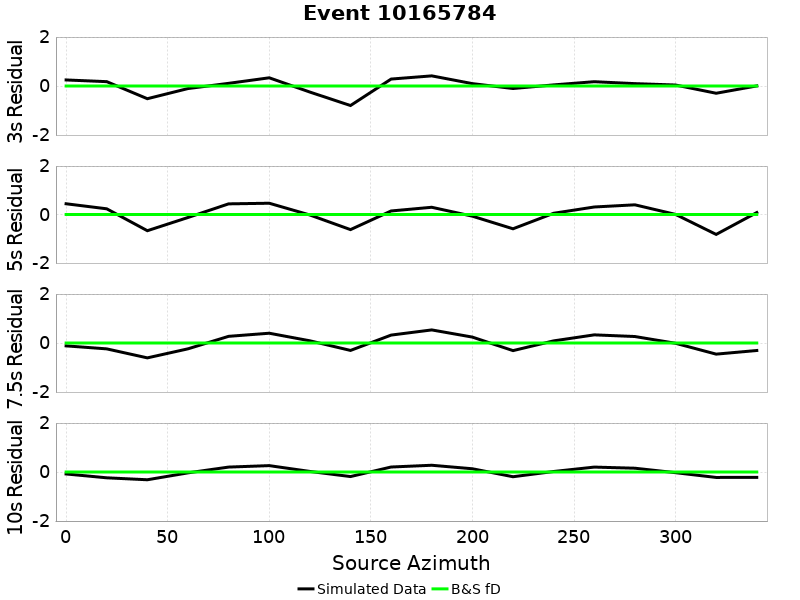 Event 10165784
3s Residual
2
0
-2
5s Residual
2
0
-2
7.5s Residual
2
0
-2
10s Residual
2
0
-2
0 50 100 150 200 250 300
Source Azimuth
Simulated Data B&S fD